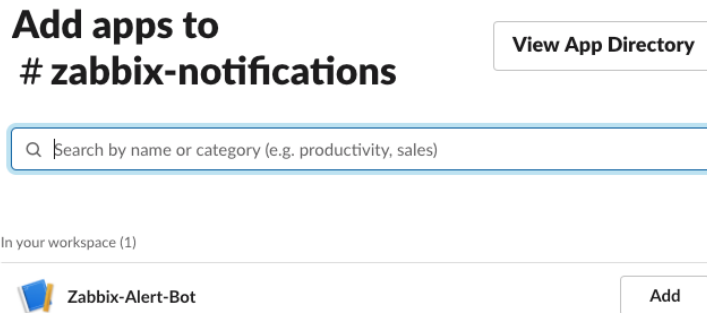 Add apps to
# zabbix-notifications
View App Directory
Search by name or category (e.g. productivity, sales)
In your workspace (1)
Zabbix-Alert-Bot
Add